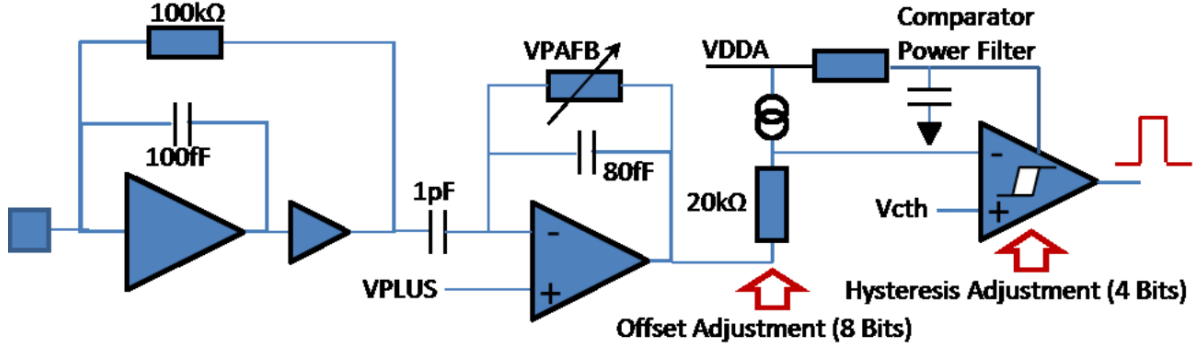 100kΩ
100fF
1pF
VPLUS
-
+
VPAFB
80fF
VDDA
20kΩ
Offset Adjustment (8 Bits)
Comparator
Power Filter
-
Vcth
+
Hysteresis Adjustment (4 Bits)